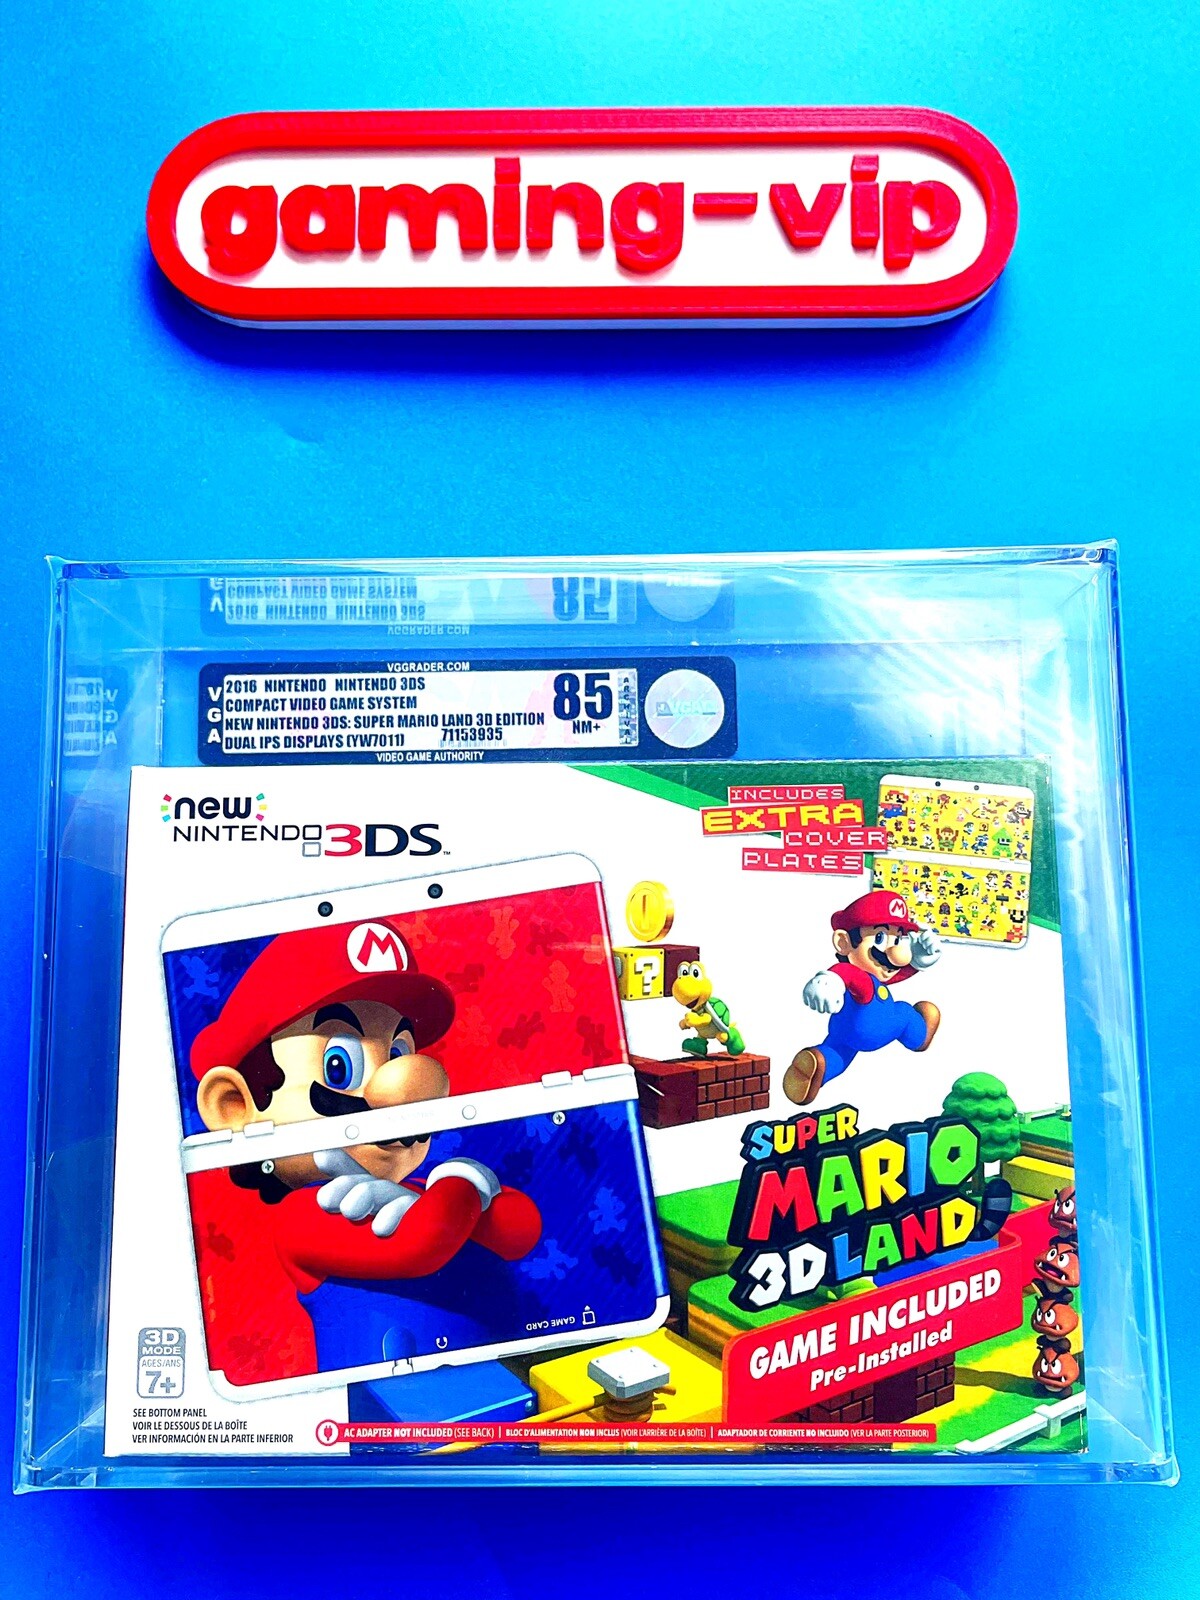 gaming-vip
VGGRADER.COM
VGA
2016 NINTENDO NINTENDO 3DS
COMPACT VIDEO GAME SYSTEM
NEW NINTENDO 3DS: SUPER MARIO LAND 3D EDITION
DUAL IPS DISPLAYS (YW7011) 71153935
85
NM+
ARCHIVAL
VGA
VIDEO GAME AUTHORITY
new
NINTENDO 3DS™
INCLUDES
EXTRA
COVER
PLATES
M
M
?
SUPER
MARIO
3D LAND
GAME INCLUDED
Pre-Installed
GAME CARD
3D
MODE
AGES/ANS
7+
SEE BOTTOM PANEL
VOIR LE DESSOUS DE LA BOÎTE
VER INFORMACIÓN EN LA PARTE INFERIOR
AC ADAPTER NOT INCLUDED (SEE BACK) | BLOC D'ALIMENTATION NON INCLUS (VOIR L'ARRIÈRE DE LA BOÎTE) | ADAPTADOR DE CORRIENTE NO INCLUIDO (VER LA PARTE POSTERIOR)